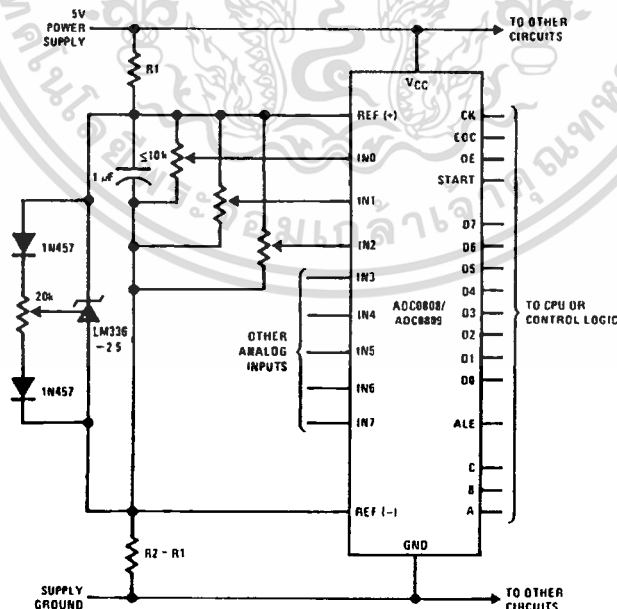 5V
POWER
SUPPLY
TO OTHER
CIRCUITS
R1
VCC
REF (+)
CK
EOC
OE
START
≤10k
1 µF
IN0
IN1
IN2
IN3
IN4
IN5
IN6
IN7
D7
D6
D5
D4
D3
D2
D1
D0
ALE
C
B
A
1N457
20k
LM336
-2.5
1N457
OTHER
ANALOG
INPUTS
ADC0808/
ADC0809
TO CPU OR
CONTROL LOGIC
REF (-)
GND
R2 - R1
SUPPLY
GROUND
TO OTHER
CIRCUITS